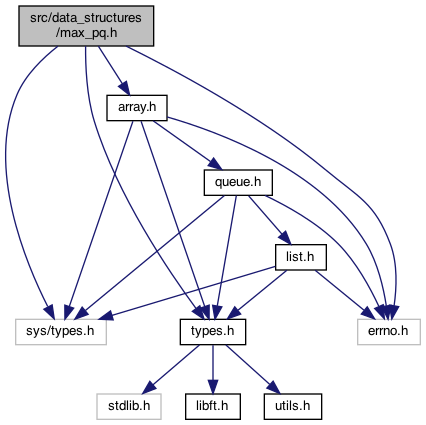 src/data_structures
/max_pq.h
array.h
queue.h
list.h
sys/types.h
types.h
errno.h
stdlib.h
libft.h
utils.h